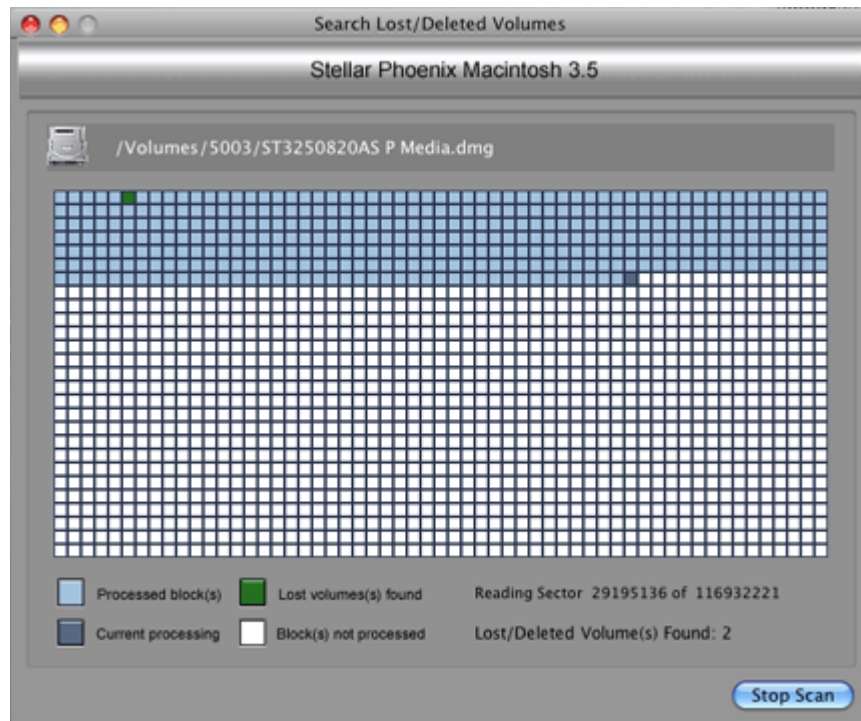 Search Lost/Deleted Volumes
Stellar Phoenix Macintosh 3.5
/Volumes/5003/ST3250820AS P Media.dmg
Processed block(s)
Lost volumes(s) found
Reading Sector 29195136 of 116932221
Current processing
Block(s) not processed
Lost/Deleted Volume(s) Found: 2
Stop Scan